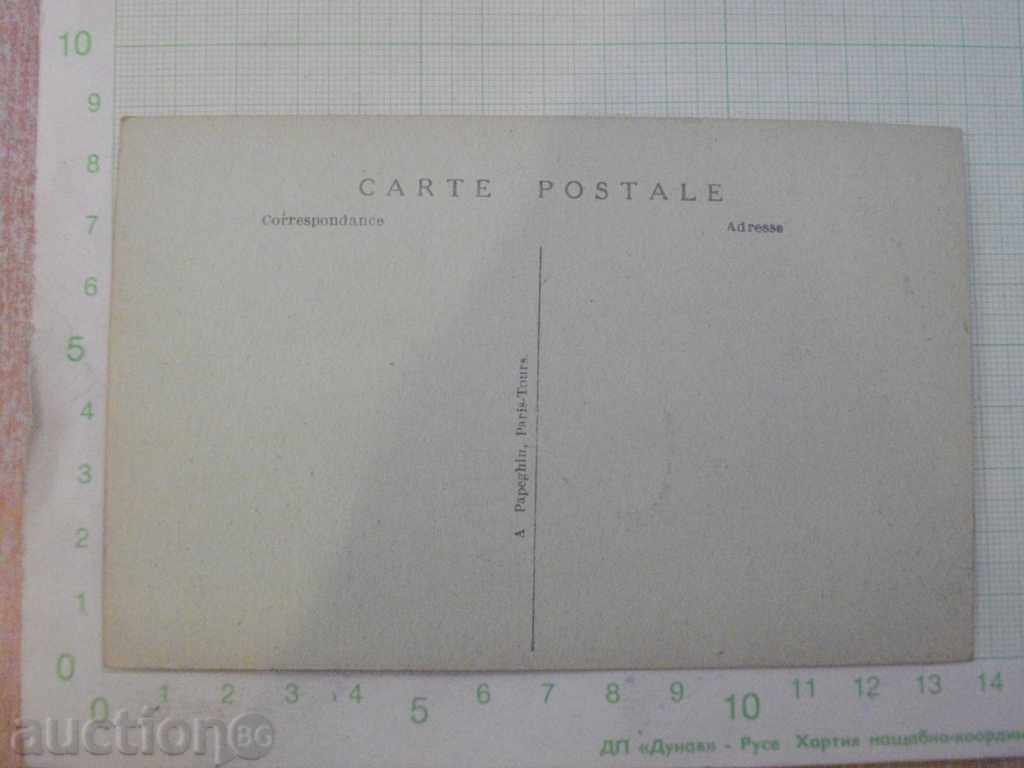 CARTE POSTALE
Correspondance
Adresse
A Papeghin, Paris-Tours.
10
9
8
7
6
5
4
3
2
1
0
0 1 2 3 4 5 6 7 8 9 10 11 12 13 14
ДП «Дунав» - Русе Хартия мащабно-координ
auctionBG